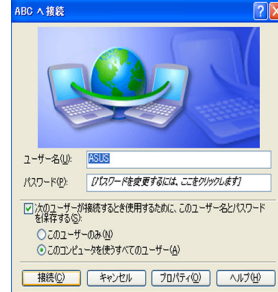 ABC へ接続
ユーザー名(U):
ASUS
パスワード(P):
[パスワードを変更するには、ここをクリックします]
次のユーザーが接続するとき使用するために、このユーザー名とパスワード
を保存する(S):
このユーザーのみ(N)
このコンピュータを使うすべてのユーザー(A)
接続(C) キャンセル プロパティ(O) ヘルプ(H)